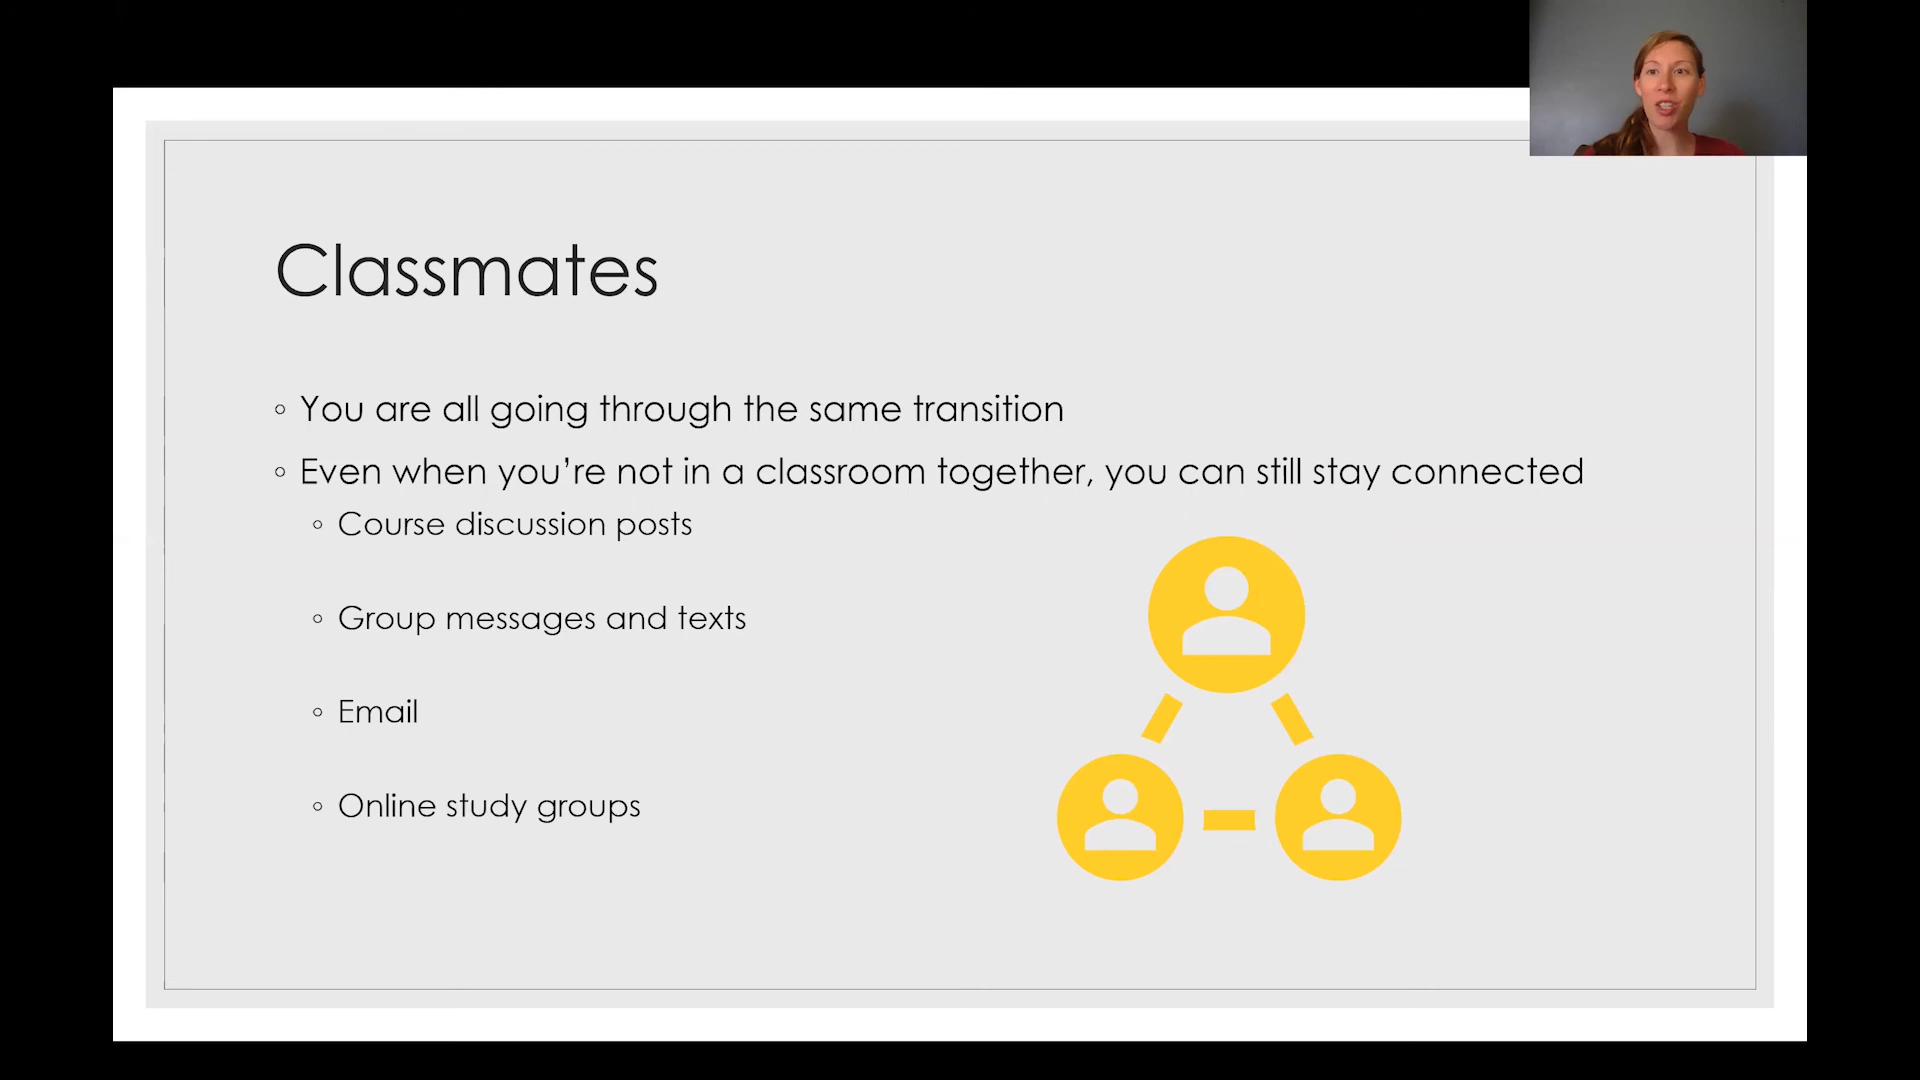 Classmates
◦ You are all going through the same transition
◦ Even when you’re not in a classroom together, you can still stay connected
◦ Course discussion posts
◦ Group messages and texts
◦ Email
◦ Online study groups